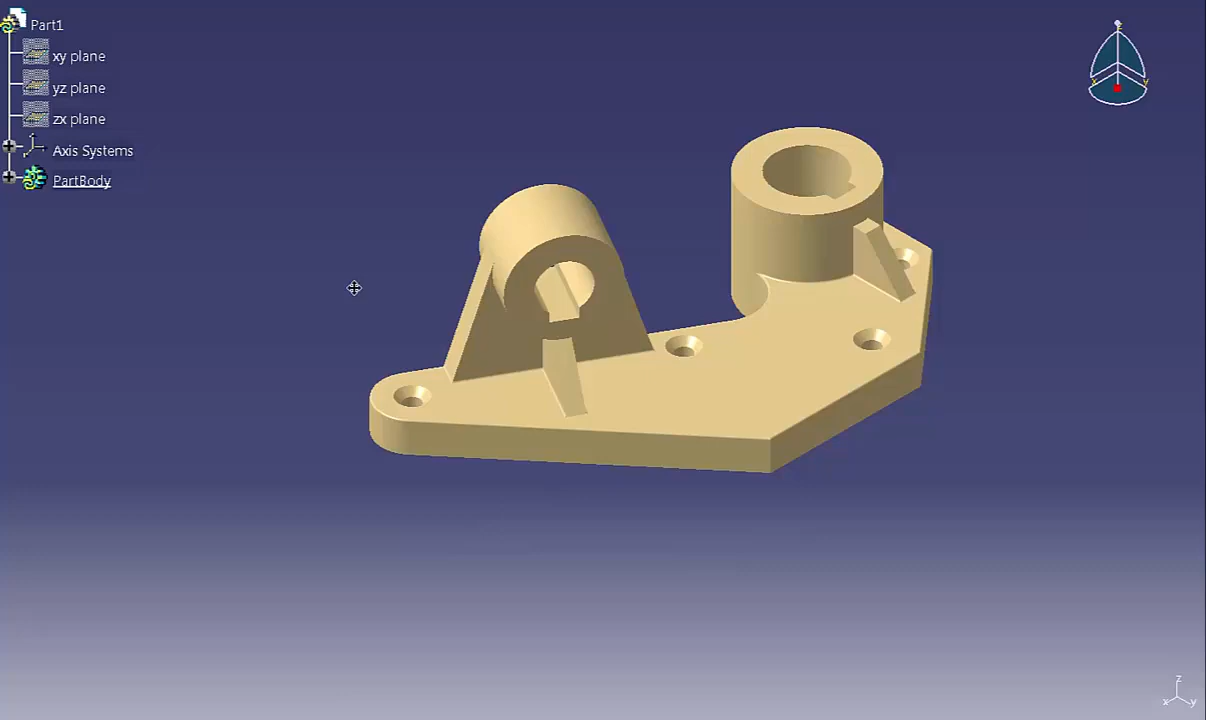 Part1
xy plane
yz plane
zx plane
Axis Systems
PartBody
z
x
y
z
x y